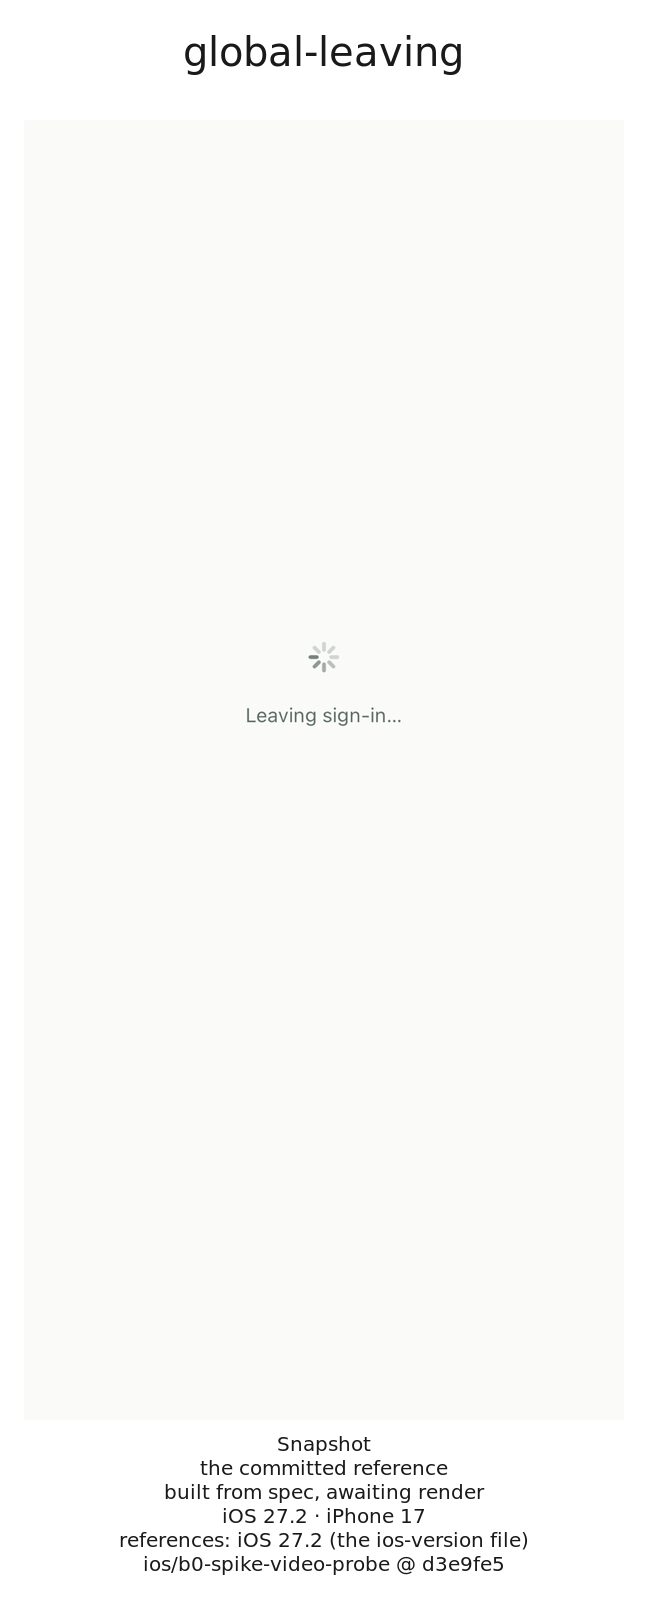 global-leaving
Leaving sign-in...
Snapshot
the committed reference
built from spec, awaiting render
iOS 27.2 · iPhone 17
references: iOS 27.2 (the ios-version file)
ios/b0-spike-video-probe @ d3e9fe5